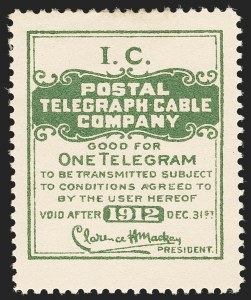 I. C.
POSTAL
TELEGRAPH-CABLE
COMPANY
GOOD FOR
ONE TELEGRAM
TO BE TRANSMITTED SUBJECT
TO CONDITIONS AGREED TO
BY THE USER HEREOF
VOID AFTER 1912 DEC. 31ST
Clarence H Mackay
PRESIDENT.